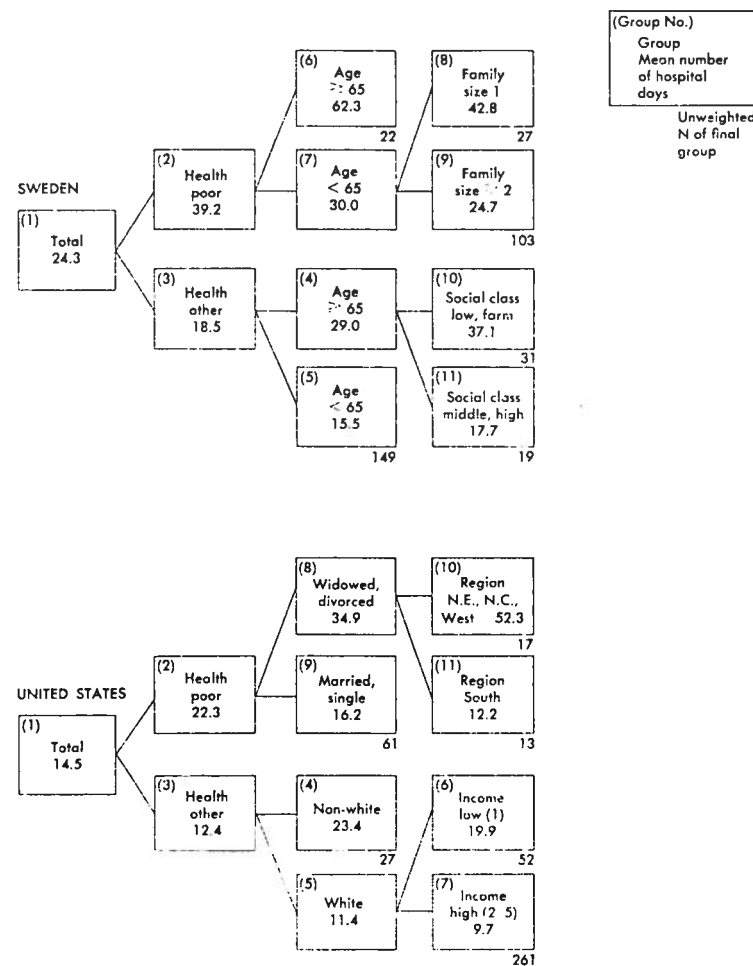 (Group No.)
Group
Mean number
of hospital
days
Unweighted
N of final
group
SWEDEN
(1)
Total
24.3
(2)
Health
poor
39.2
(3)
Health
other
18.5
(6)
Age
≥ 65
62.3
22
(7)
Age
< 65
30.0
(4)
Age
≥ 65
29.0
(5)
Age
< 65
15.5
149
(8)
Family
size 1
42.8
27
(9)
Family
size 2
24.7
103
(10)
Social class
low, farm
37.1
31
(11)
Social class
middle, high
17.7
19
UNITED STATES
(1)
Total
14.5
(2)
Health
poor
22.3
(3)
Health
other
12.4
(8)
Widowed,
divorced
34.9
(9)
Married,
single
16.2
61
(4)
Non-white
23.4
27
(5)
White
11.4
(10)
Region
N.E., N.C.,
West 52.3
17
(11)
Region
South
12.2
13
(6)
Income
low (1)
19.9
52
(7)
Income
high (2 5)
9.7
261